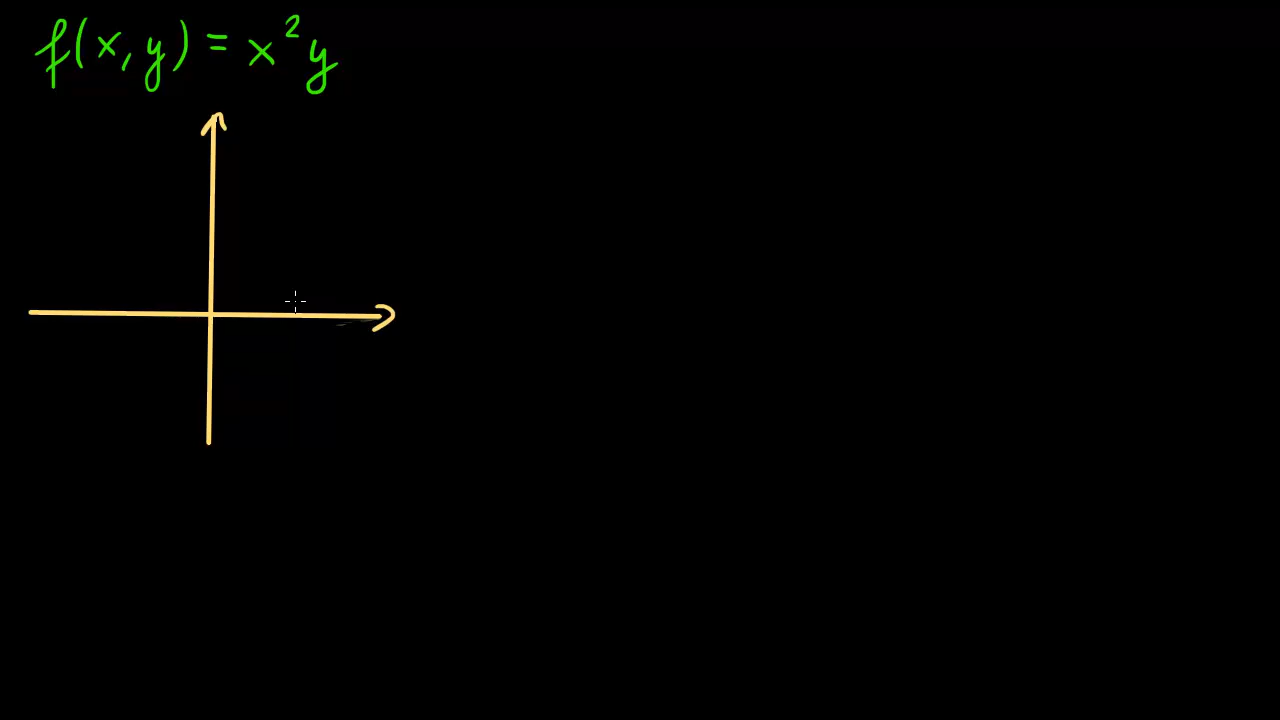 f(x, y) = x²y